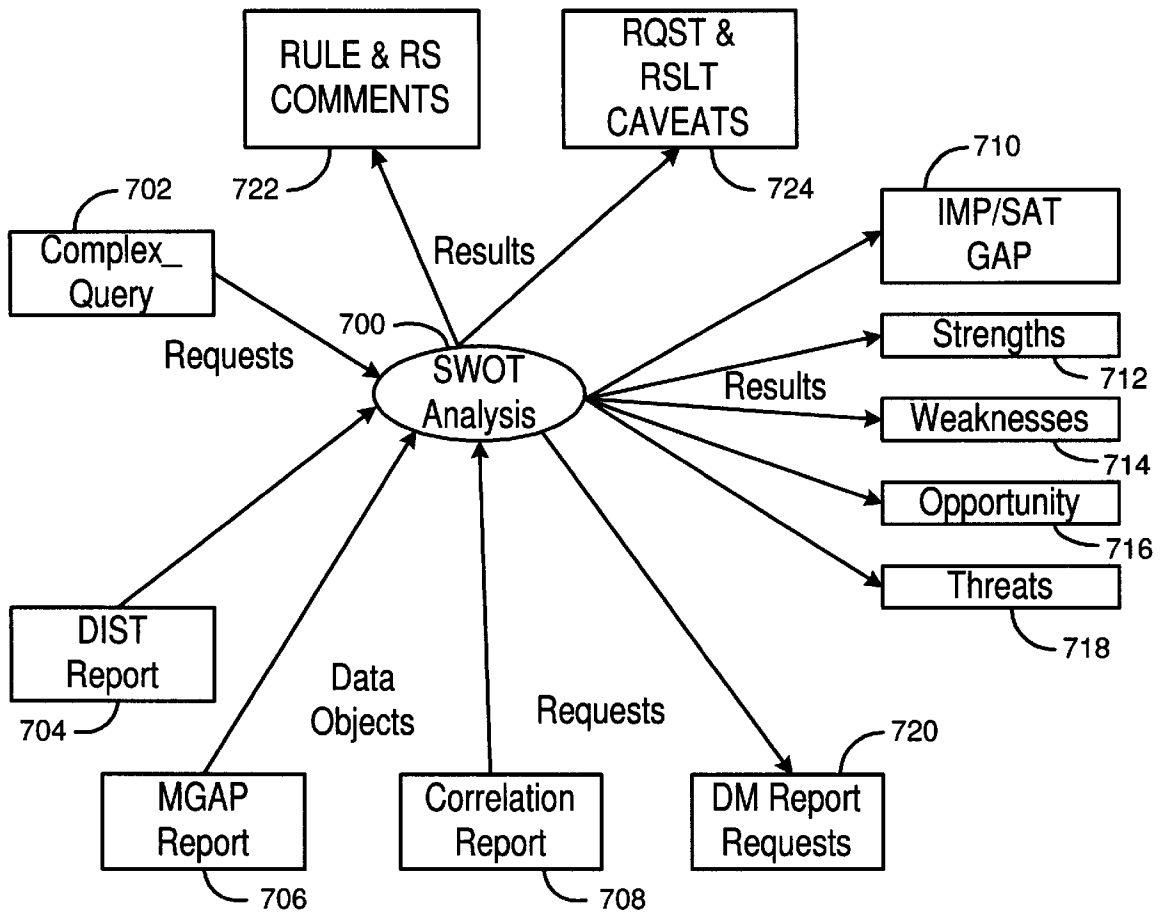 RULE & RS
COMMENTS
722
RQST &
RSLT
CAVEATS
724
710
IMP/SAT
GAP
702
Complex_
Query
Requests
Results
700
SWOT
Analysis
Strengths
712
Results
Weaknesses
714
Opportunity
716
Threats
718
DIST
Report
704
Data
Objects
Requests
720
MGAP
Report
706
Correlation
Report
708
DM Report
Requests